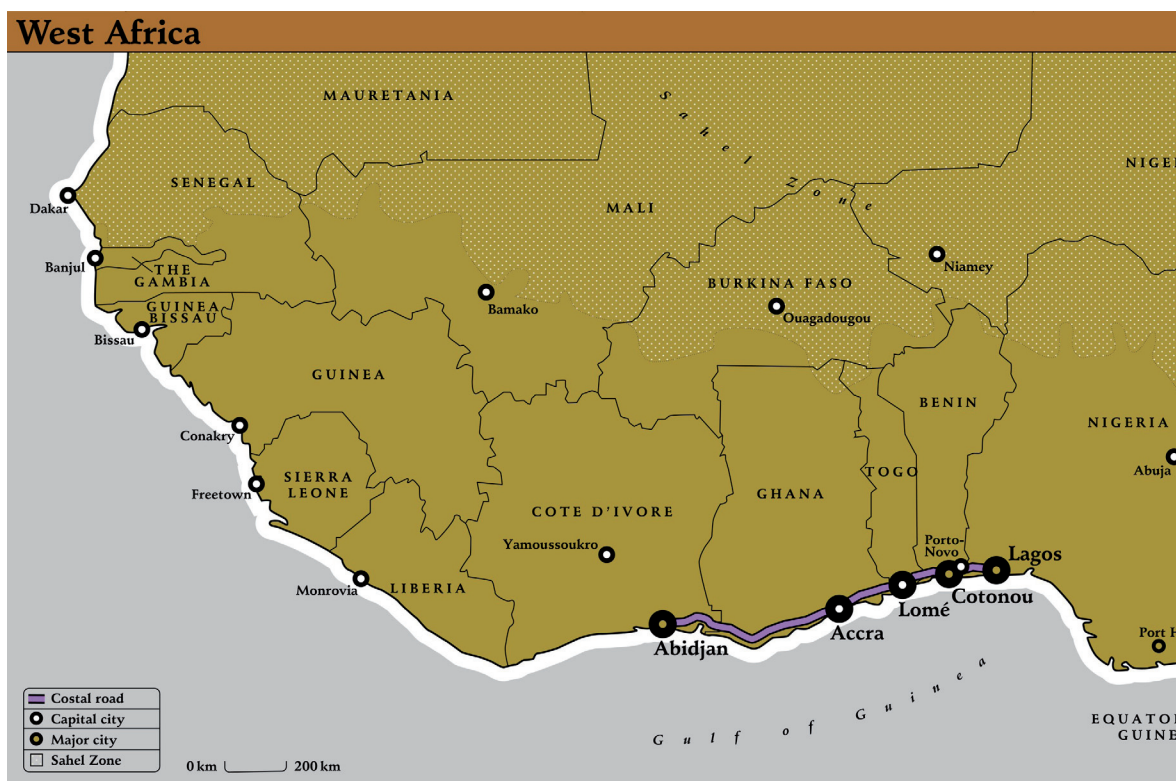 West Africa
MAURETANIA
Sahel Zone
NIGE
SENEGAL
Dakar
MALI
Banjul
THE
GAMBIA
Niamey
BURKINA FASO
GUINEA
BISSAU
Bamako
Ouagadougou
Bissau
GUINEA
BENIN
NIGERIA
Conakry
TOGO
Abuja
SIERRA
LEONE
Freetown
GHANA
COTE D'IVORE
Yamoussoukro
Porto-
Novo
Lagos
Monrovia
LIBERIA
Cotonou
Lomé
Accra
Abidjan
Port H
Gulf of Guinea
EQUATO
GUINE
Costal road
Capital city
Major city
Sahel Zone
0 km
200 km